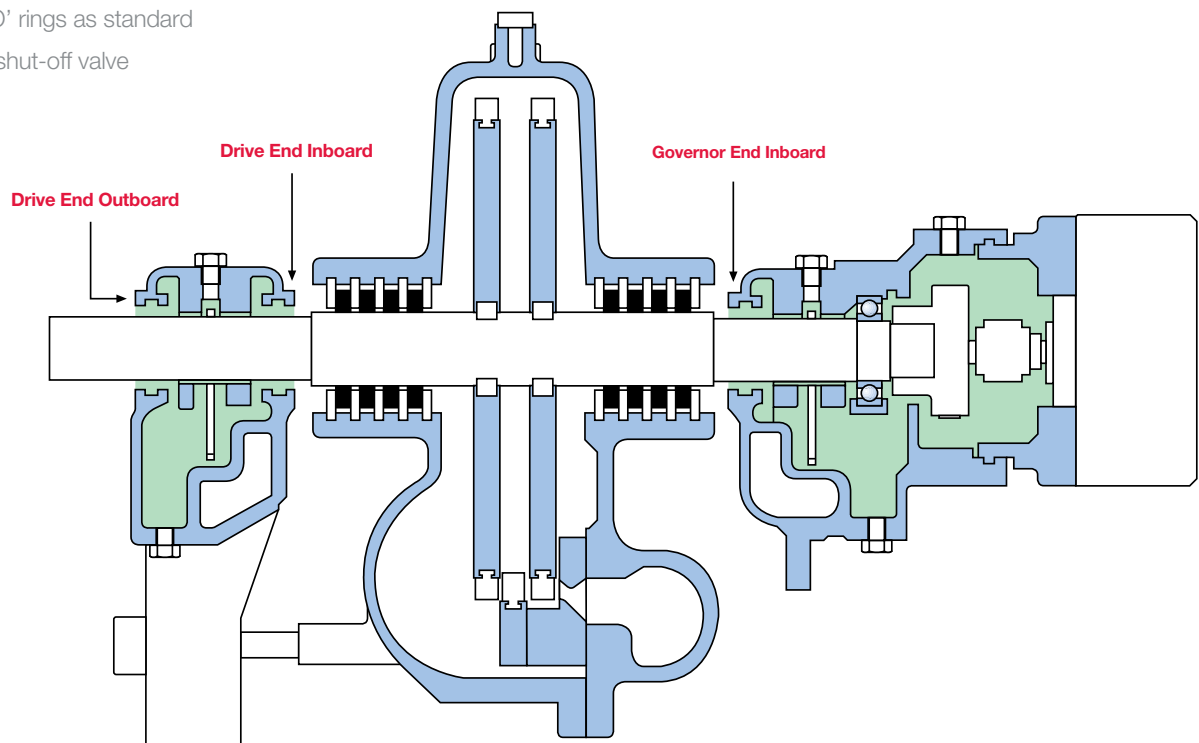 rings as standard
shut-off valve
Drive End Inboard
Governor End Inboard
Drive End Outboard